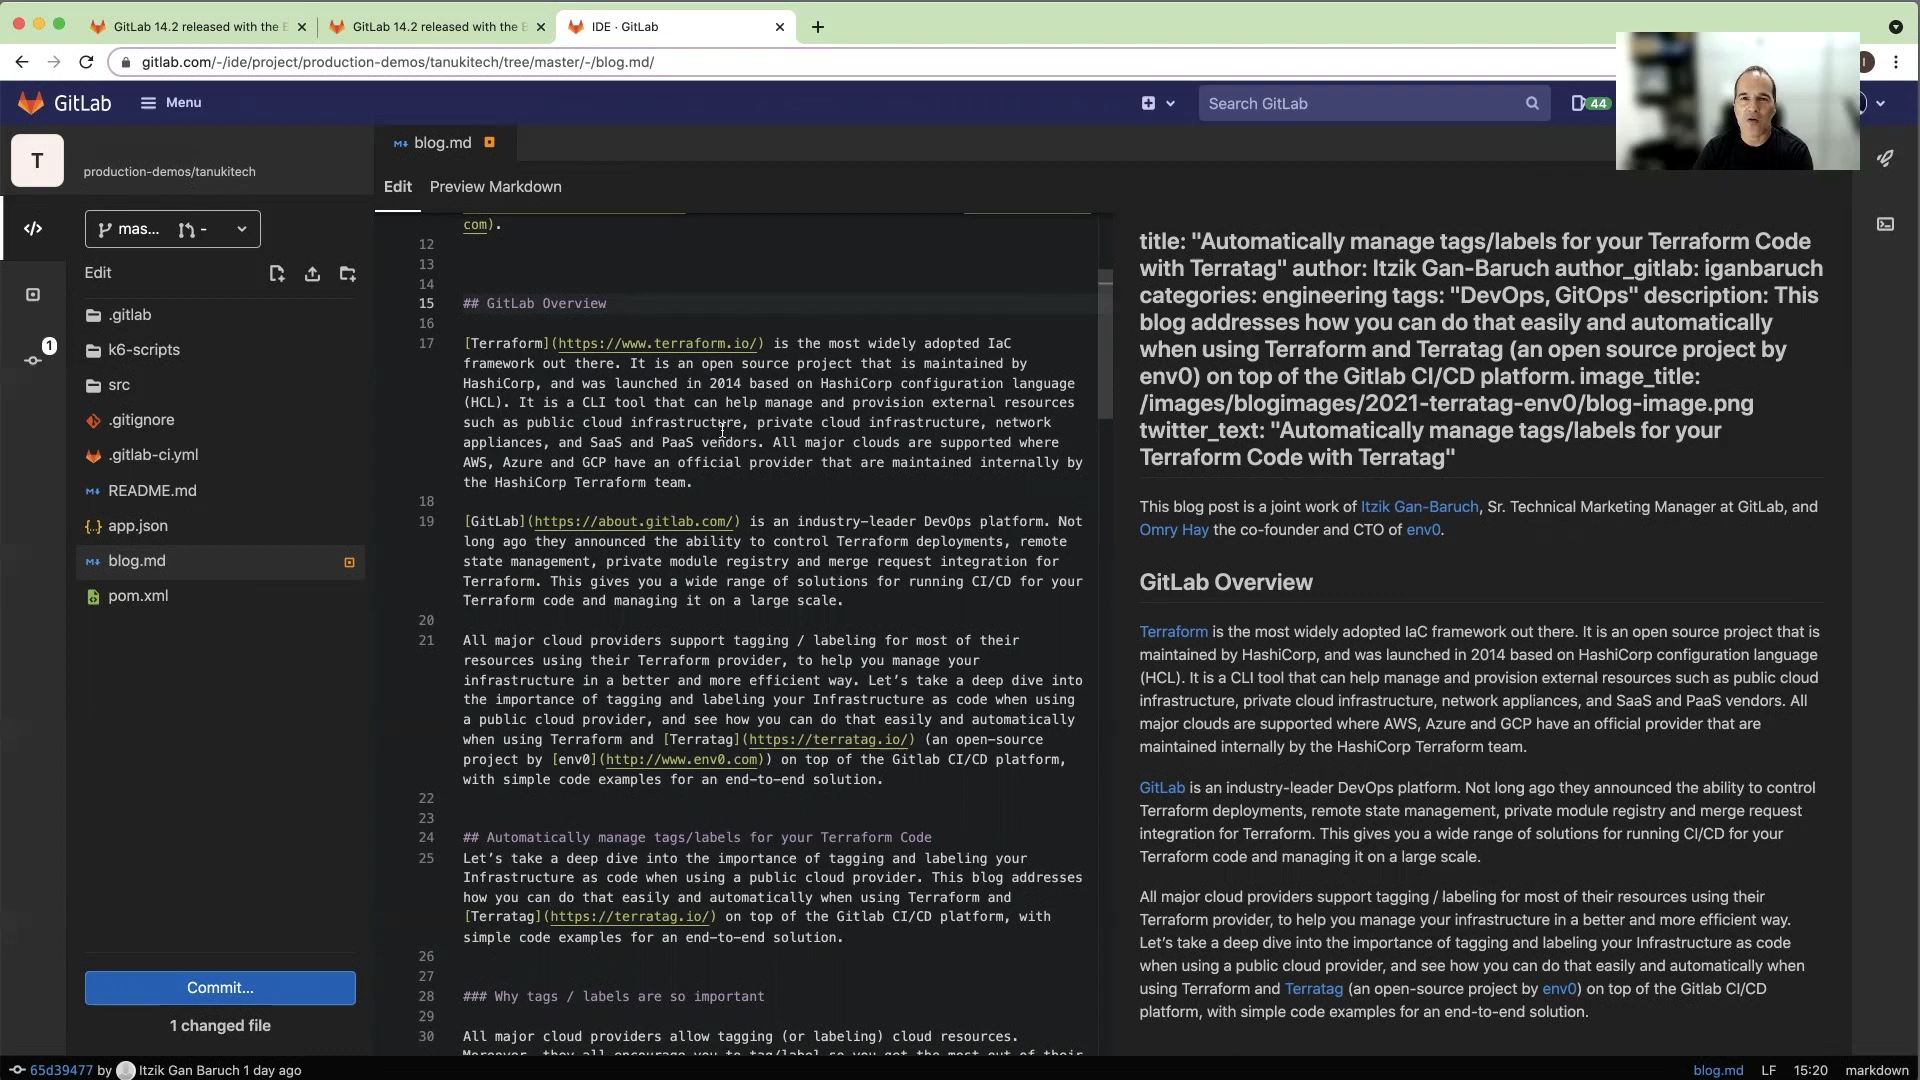 GitLab 14.2 released with the E
GitLab 14.2 released with the E
IDE · GitLab
gitlab.com/-/ide/project/production-demos/tanukitech/tree/master/-/blog.md/
GitLab
Menu
Search GitLab
44
T
production-demos/tanukitech
blog.md
Edit
Preview Markdown
mas...
-
Edit
.gitlab
k6-scripts
src
.gitignore
.gitlab-ci.yml
README.md
app.json
blog.md
pom.xml
1
Commit...
1 changed file
com).
12
13
14
15 ## GitLab Overview
16
17 [Terraform](https://www.terraform.io/) is the most widely adopted IaC
framework out there. It is an open source project that is maintained by
HashiCorp, and was launched in 2014 based on HashiCorp configuration language
(HCL). It is a CLI tool that can help manage and provision external resources
such as public cloud infrastructure, private cloud infrastructure, network
appliances, and SaaS and PaaS vendors. All major clouds are supported where
AWS, Azure and GCP have an official provider that are maintained internally by
the HashiCorp Terraform team.
18
19 [GitLab](https://about.gitlab.com/) is an industry-leader DevOps platform. Not
long ago they announced the ability to control Terraform deployments, remote
state management, private module registry and merge request integration for
Terraform. This gives you a wide range of solutions for running CI/CD for your
Terraform code and managing it on a large scale.
20
21 All major cloud providers support tagging / labeling for most of their
resources using their Terraform provider, to help you manage your
infrastructure in a better and more efficient way. Let's take a deep dive into
the importance of tagging and labeling your Infrastructure as code when using
a public cloud provider, and see how you can do that easily and automatically
when using Terraform and [Terratag](https://terratag.io/) (an open-source
project by [env0](http://www.env0.com)) on top of the Gitlab CI/CD platform,
with simple code examples for an end-to-end solution.
22
23
24 ## Automatically manage tags/labels for your Terraform Code
25 Let's take a deep dive into the importance of tagging and labeling your
Infrastructure as code when using a public cloud provider. This blog addresses
how you can do that easily and automatically when using Terraform and
[Terratag](https://terratag.io/) on top of the Gitlab CI/CD platform, with
simple code examples for an end-to-end solution.
26
27
28 ### Why tags / labels are so important
29
30 All major cloud providers allow tagging (or labeling) cloud resources.
Moreover, they all encourage you to tag/label so you get the most out of their
title: "Automatically manage tags/labels for your Terraform Code
with Terratag" author: Itzik Gan-Baruch author_gitlab: iganbaruch
categories: engineering tags: "DevOps, GitOps" description: This
blog addresses how you can do that easily and automatically
when using Terraform and Terratag (an open source project by
env0) on top of the Gitlab CI/CD platform. image_title:
/images/blogimages/2021-terratag-env0/blog-image.png
twitter_text: "Automatically manage tags/labels for your
Terraform Code with Terratag"
This blog post is a joint work of Itzik Gan-Baruch, Sr. Technical Marketing Manager at GitLab, and
Omry Hay the co-founder and CTO of env0.
GitLab Overview
Terraform is the most widely adopted IaC framework out there. It is an open source project that is
maintained by HashiCorp, and was launched in 2014 based on HashiCorp configuration language
(HCL). It is a CLI tool that can help manage and provision external resources such as public cloud
infrastructure, private cloud infrastructure, network appliances, and SaaS and PaaS vendors. All
major clouds are supported where AWS, Azure and GCP have an official provider that are
maintained internally by the HashiCorp Terraform team.
GitLab is an industry-leader DevOps platform. Not long ago they announced the ability to control
Terraform deployments, remote state management, private module registry and merge request
integration for Terraform. This gives you a wide range of solutions for running CI/CD for your
Terraform code and managing it on a large scale.
All major cloud providers support tagging / labeling for most of their resources using their
Terraform provider, to help you manage your infrastructure in a better and more efficient way.
Let's take a deep dive into the importance of tagging and labeling your Infrastructure as code
when using a public cloud provider, and see how you can do that easily and automatically when
using Terraform and Terratag (an open-source project by env0) on top of the Gitlab CI/CD
platform, with simple code examples for an end-to-end solution.
65d39477 by Itzik Gan Baruch 1 day ago
blog.md LF 15:20 markdown